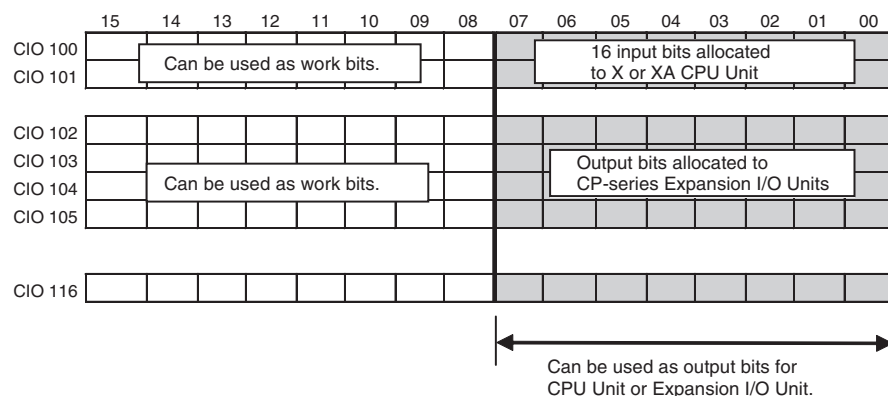 15 14 13 12 11 10 09 08 07 06 05 04 03 02 01 00
CIO 100
CIO 101
Can be used as work bits.
16 input bits allocated
to X or XA CPU Unit
CIO 102
CIO 103
CIO 104
CIO 105
Can be used as work bits.
Output bits allocated to
CP-series Expansion I/O Units
CIO 116
Can be used as output bits for
CPU Unit or Expansion I/O Unit.